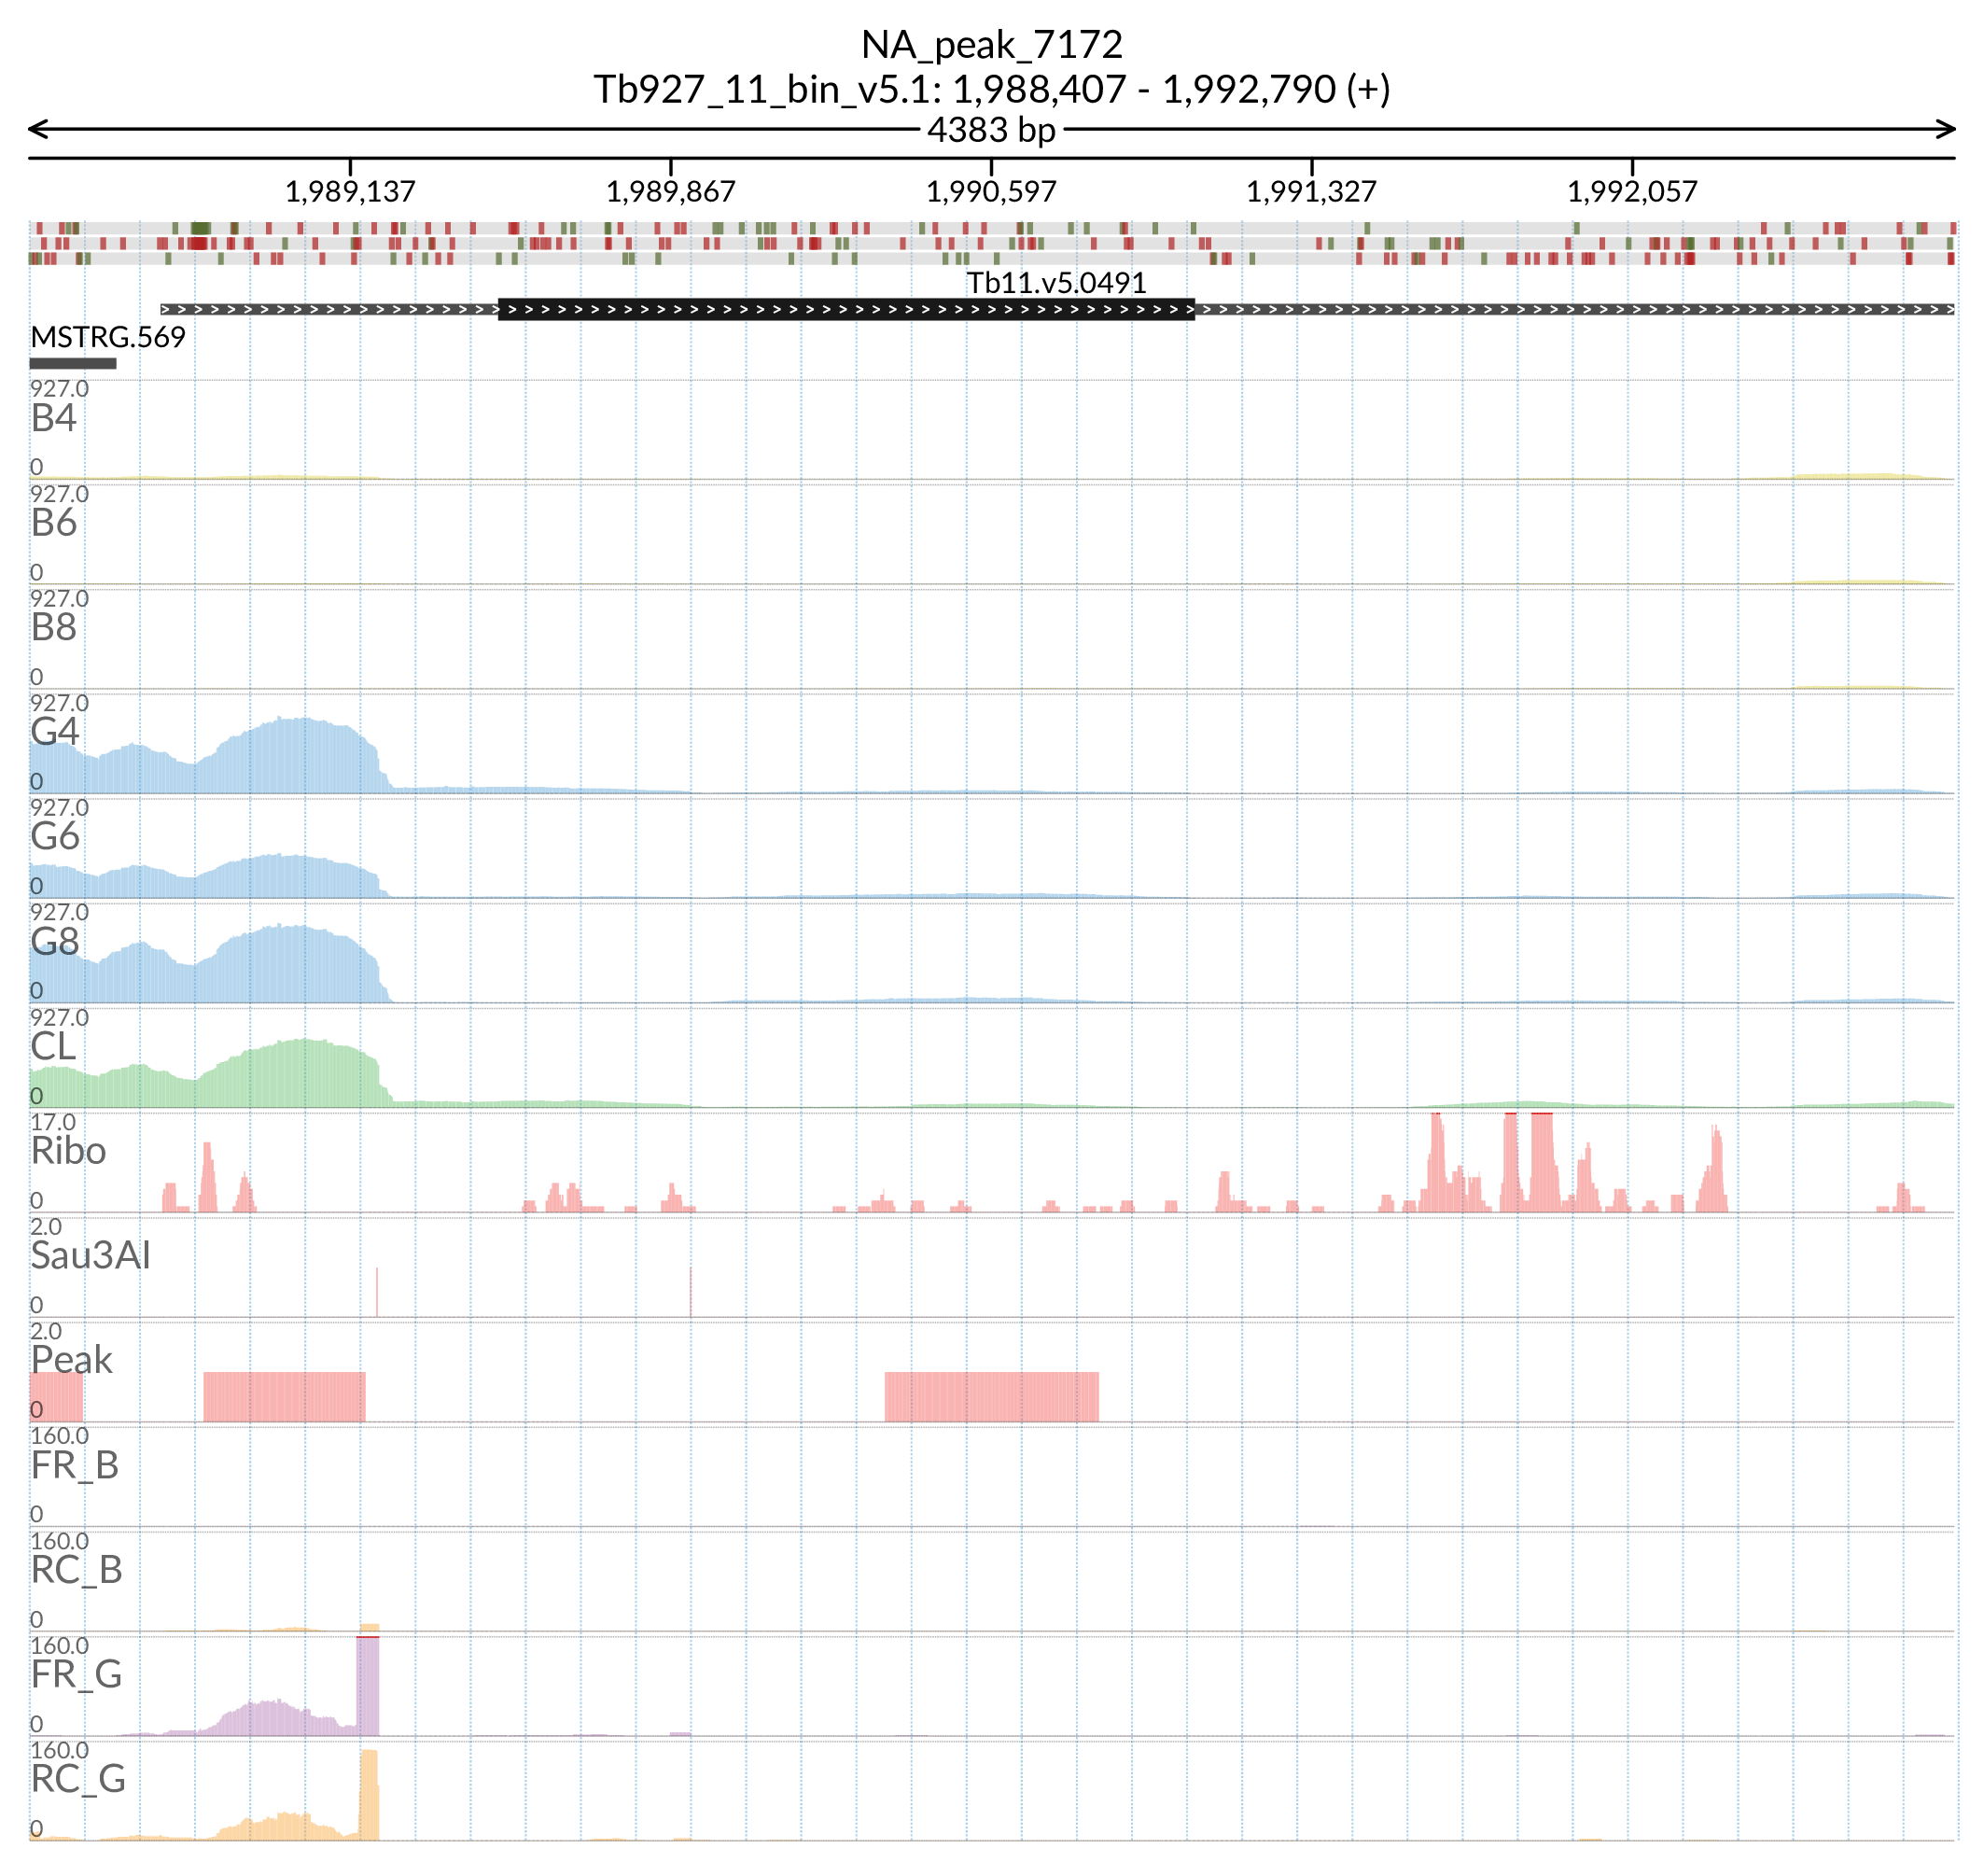 NA_peak_7172
Tb927_11_bin_v5.1: 1,988,407 - 1,992,790 (+)
4383 bp
1,989,137 1,989,867 1,990,597 1,991,327 1,992,057
Tb11.v5.0491
MSTRG.569
927.0
B4
0
927.0
B6
0
927.0
B8
0
927.0
G4
0
927.0
G6
0
927.0
G8
0
927.0
CL
0
17.0
Ribo
0
2.0
Sau3AI
0
2.0
Peak
0
160.0
FR_B
0
160.0
RC_B
0
160.0
FR_G
0
160.0
RC_G
0